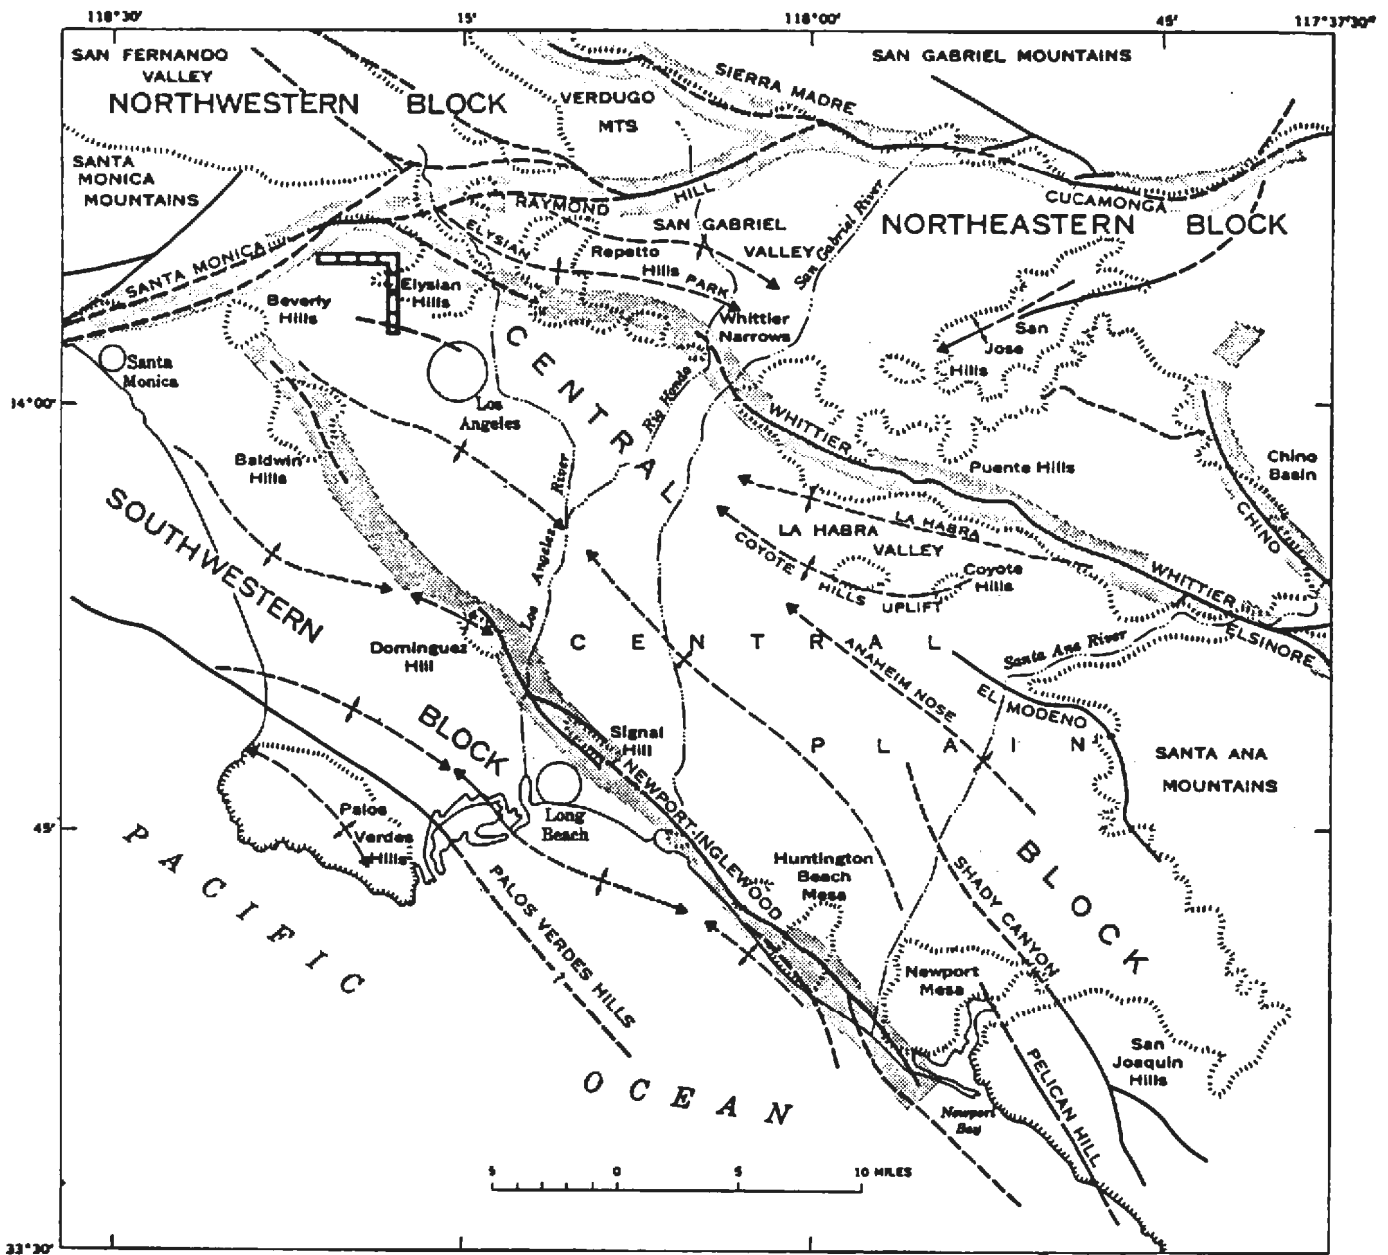 118°30′ 15′ 118°00′ 45′ 117°37′30″
SAN FERNANDO
VALLEY
NORTHWESTERN BLOCK
VERDUGO
MTS
SIERRA MADRE
SAN GABRIEL MOUNTAINS
SANTA
MONICA
MOUNTAINS
RAYMOND
HILL
CUCAMONGA
SAN GABRIEL
VALLEY
San Gabriel River
NORTHEASTERN BLOCK
SANTA MONICA
ELYSIAN
PARK
Repetto
Hills
Beverly
Hills
Elysian
Hills
Whittier
Narrows
San
Jose
Hills
Santa
Monica
Los
Angeles
CENTRAL
Rio Hondo
14°00′
WHITTIER
Puente Hills
Chino
Basin
CHINO
Baldwin
Hills
Los Angeles River
SOUTHWESTERN
BLOCK
LA HABRA
LA HABRA
VALLEY
COYOTE HILLS UPLIFT
Coyote
Hills
WHITTIER
ELSINORE
Dominguez
Hill
CENTRAL
PLAIN
Santa Ana River
ANAHEIM NOSE
EL MODENO
SANTA ANA
MOUNTAINS
Signal
Hill
NEWPORT-INGLEWOOD
Long
Beach
Palos
Verdes
Hills
45′
PACIFIC
OCEAN
PALOS VERDES HILLS
?
Huntington
Beach
Mesa
BLOCK
SHADY CANYON
Newport
Mesa
San
Joaquin
Hills
PELICAN HILL
Newport
Bay
5 0 5 10 MILES
33°30′